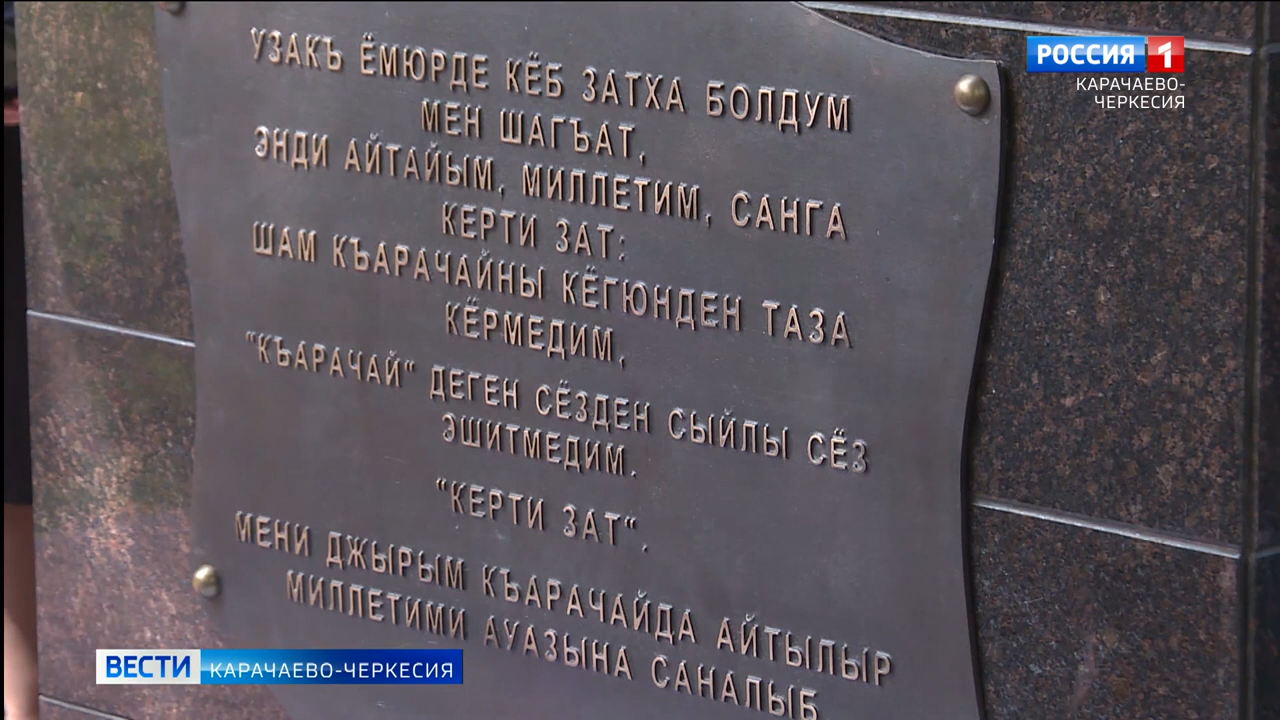 УЗАКЪ ЁМЮРДЕ КЁБ ЗАТХА БОЛДУМ
МЕН ШАГЪАТ,
ЭНДИ АЙТАЙЫМ, МИЛЛЕТИМ, САНГА
КЕРТИ ЗАТ:
ШАМ КЪАРАЧАЙНЫ КЁГЮНДЕН ТАЗА
КЁРМЕДИМ,
"КЪАРАЧАЙ" ДЕГЕН СЁЗДЕН СЫЙЛЫ СЁЗ
ЭШИТМЕДИМ.
"КЕРТИ ЗАТ".
МЕНИ ДЖЫРЫМ КЪАРАЧАЙДА АЙТЫЛЫР
МИЛЛЕТИМИ АУАЗЫНА САНАЛЫБ
РОССИЯ 1
КАРАЧАЕВО-
ЧЕРКЕСИЯ
ВЕСТИ КАРАЧАЕВО-ЧЕРКЕСИЯ